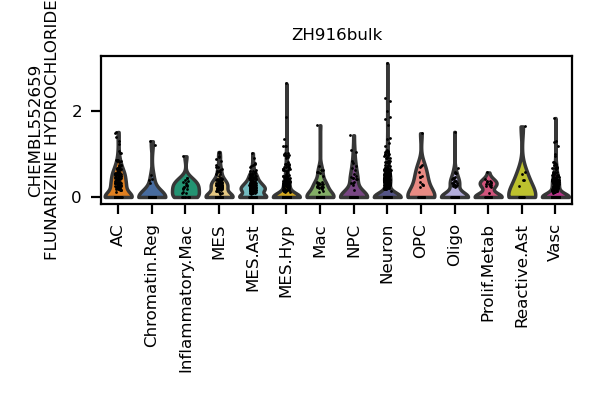 ZH916bulk
CHEMBL552659
FLUNARIZINE HYDROCHLORIDE
2
0
AC
Chromatin.Reg
Inflammatory.Mac
MES
MES.Ast
MES.Hyp
Mac
NPC
Neuron
OPC
Oligo
Prolif.Metab
Reactive.Ast
Vasc